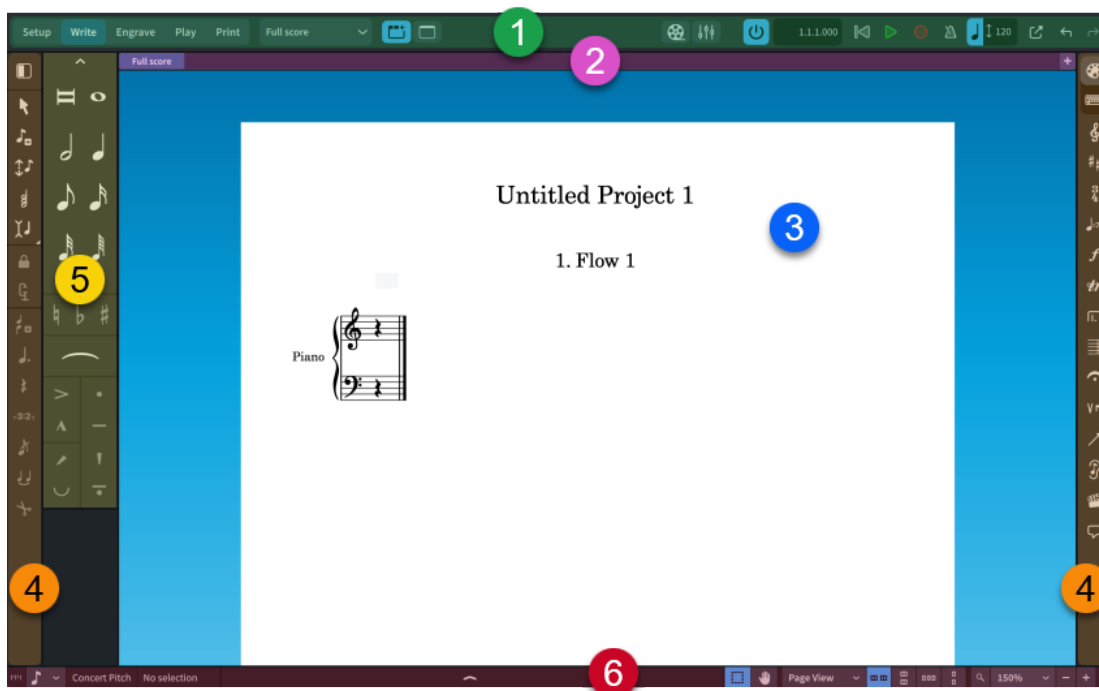 Setup Write Engrave Play Print Full score 1 1.1.1.000 120
Full score 2
Untitled Project 1
3
1. Flow 1
5
Piano
4 4
Concert Pitch No selection 6 Page View 150%